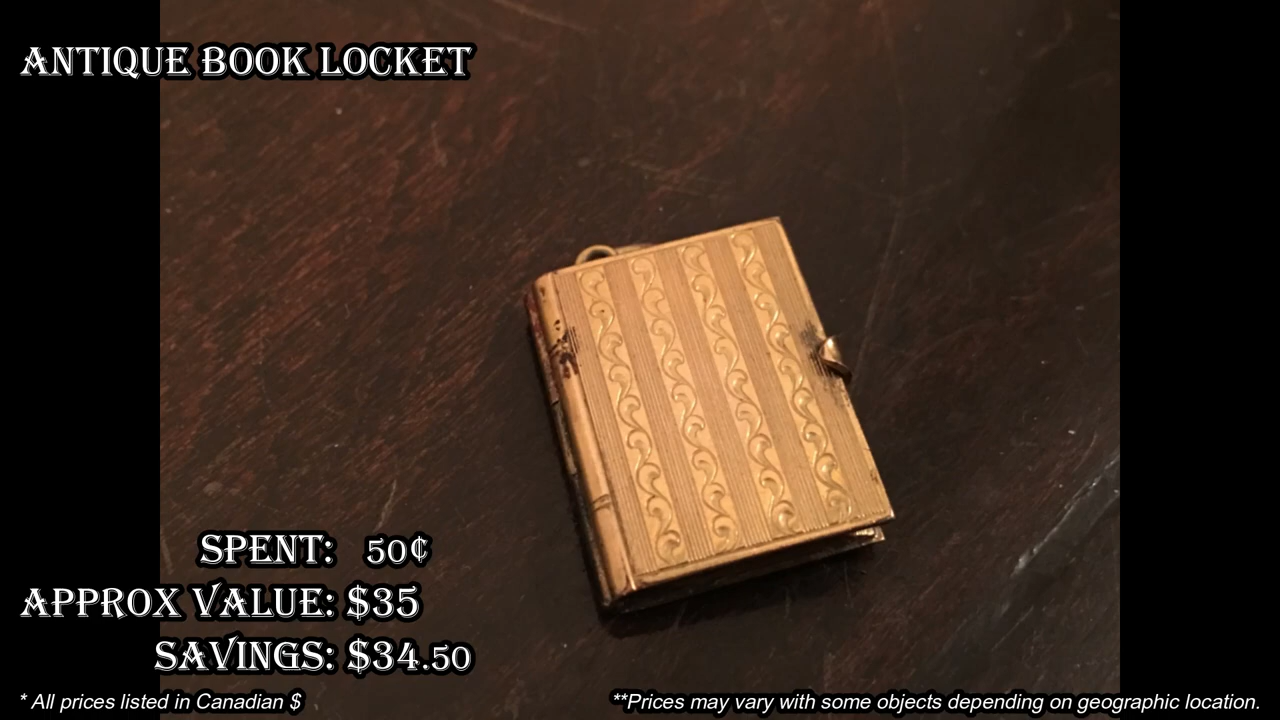 ANTIQUE BOOK LOCKET
SPENT: 50¢
APPROX VALUE: $35
SAVINGS: $34.50
* All prices listed in Canadian $
**Prices may vary with some objects depending on geographic location.